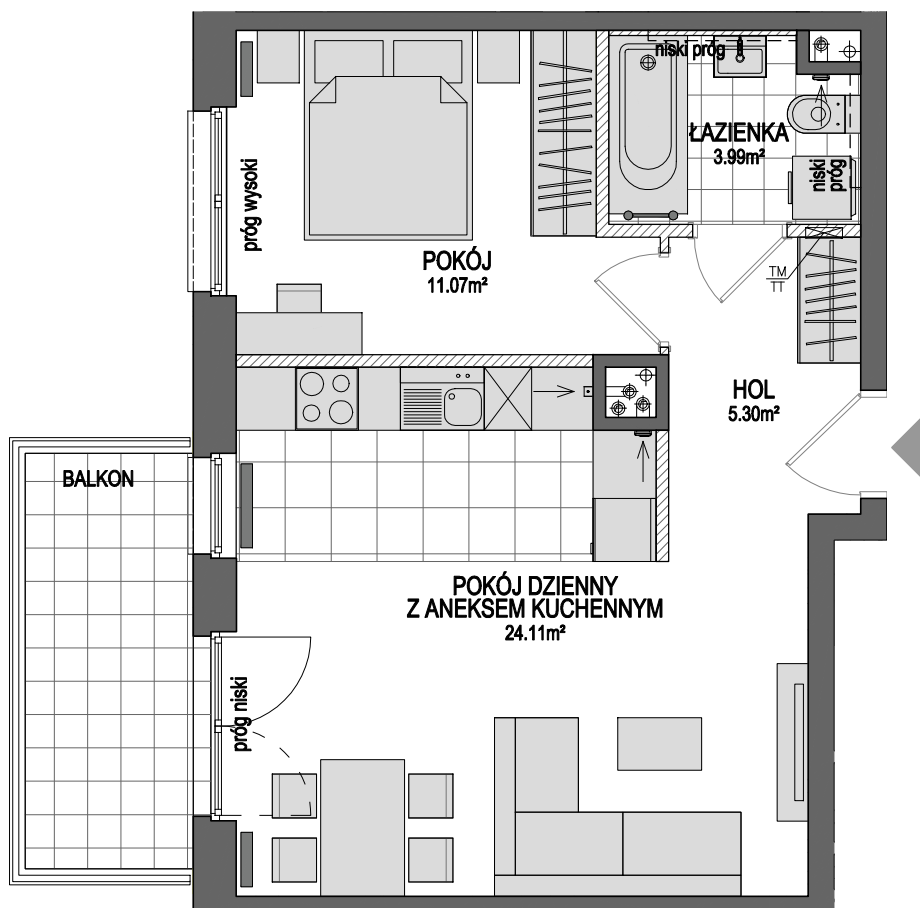 niski próg
ŁAZIENKA
3.99m²
niski
próg
próg wysoki
POKÓJ
11.07m²
TM
TT
HOL
5.30m²
BALKON
POKÓJ DZIENNY
Z ANEKSEM KUCHENNYM
24.11m²
próg niski